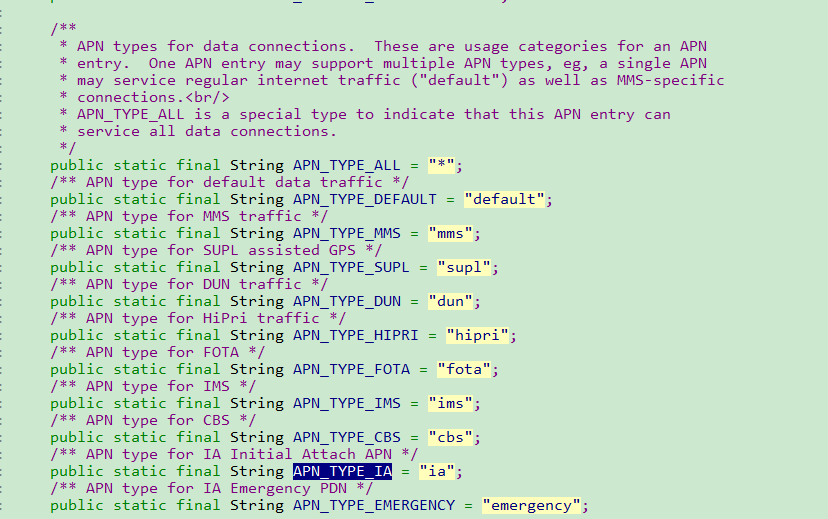 /**
* APN types for data connections.  These are usage categories for an APN
* entry.  One APN entry may support multiple APN types, eg, a single APN
* may service regular internet traffic ("default") as well as MMS-specific
* connections.<br/>
* APN_TYPE_ALL is a special type to indicate that this APN entry can
* service all data connections.
*/
public static final String APN_TYPE_ALL = "*";
/** APN type for default data traffic */
public static final String APN_TYPE_DEFAULT = "default";
/** APN type for MMS traffic */
public static final String APN_TYPE_MMS = "mms";
/** APN type for SUPL assisted GPS */
public static final String APN_TYPE_SUPL = "supl";
/** APN type for DUN traffic */
public static final String APN_TYPE_DUN = "dun";
/** APN type for HiPri traffic */
public static final String APN_TYPE_HIPRI = "hipri";
/** APN type for FOTA */
public static final String APN_TYPE_FOTA = "fota";
/** APN type for IMS */
public static final String APN_TYPE_IMS = "ims";
/** APN type for CBS */
public static final String APN_TYPE_CBS = "cbs";
/** APN type for IA Initial Attach APN */
public static final String APN_TYPE_IA = "ia";
/** APN type for IA Emergency PDN */
public static final String APN_TYPE_EMERGENCY = "emergency";